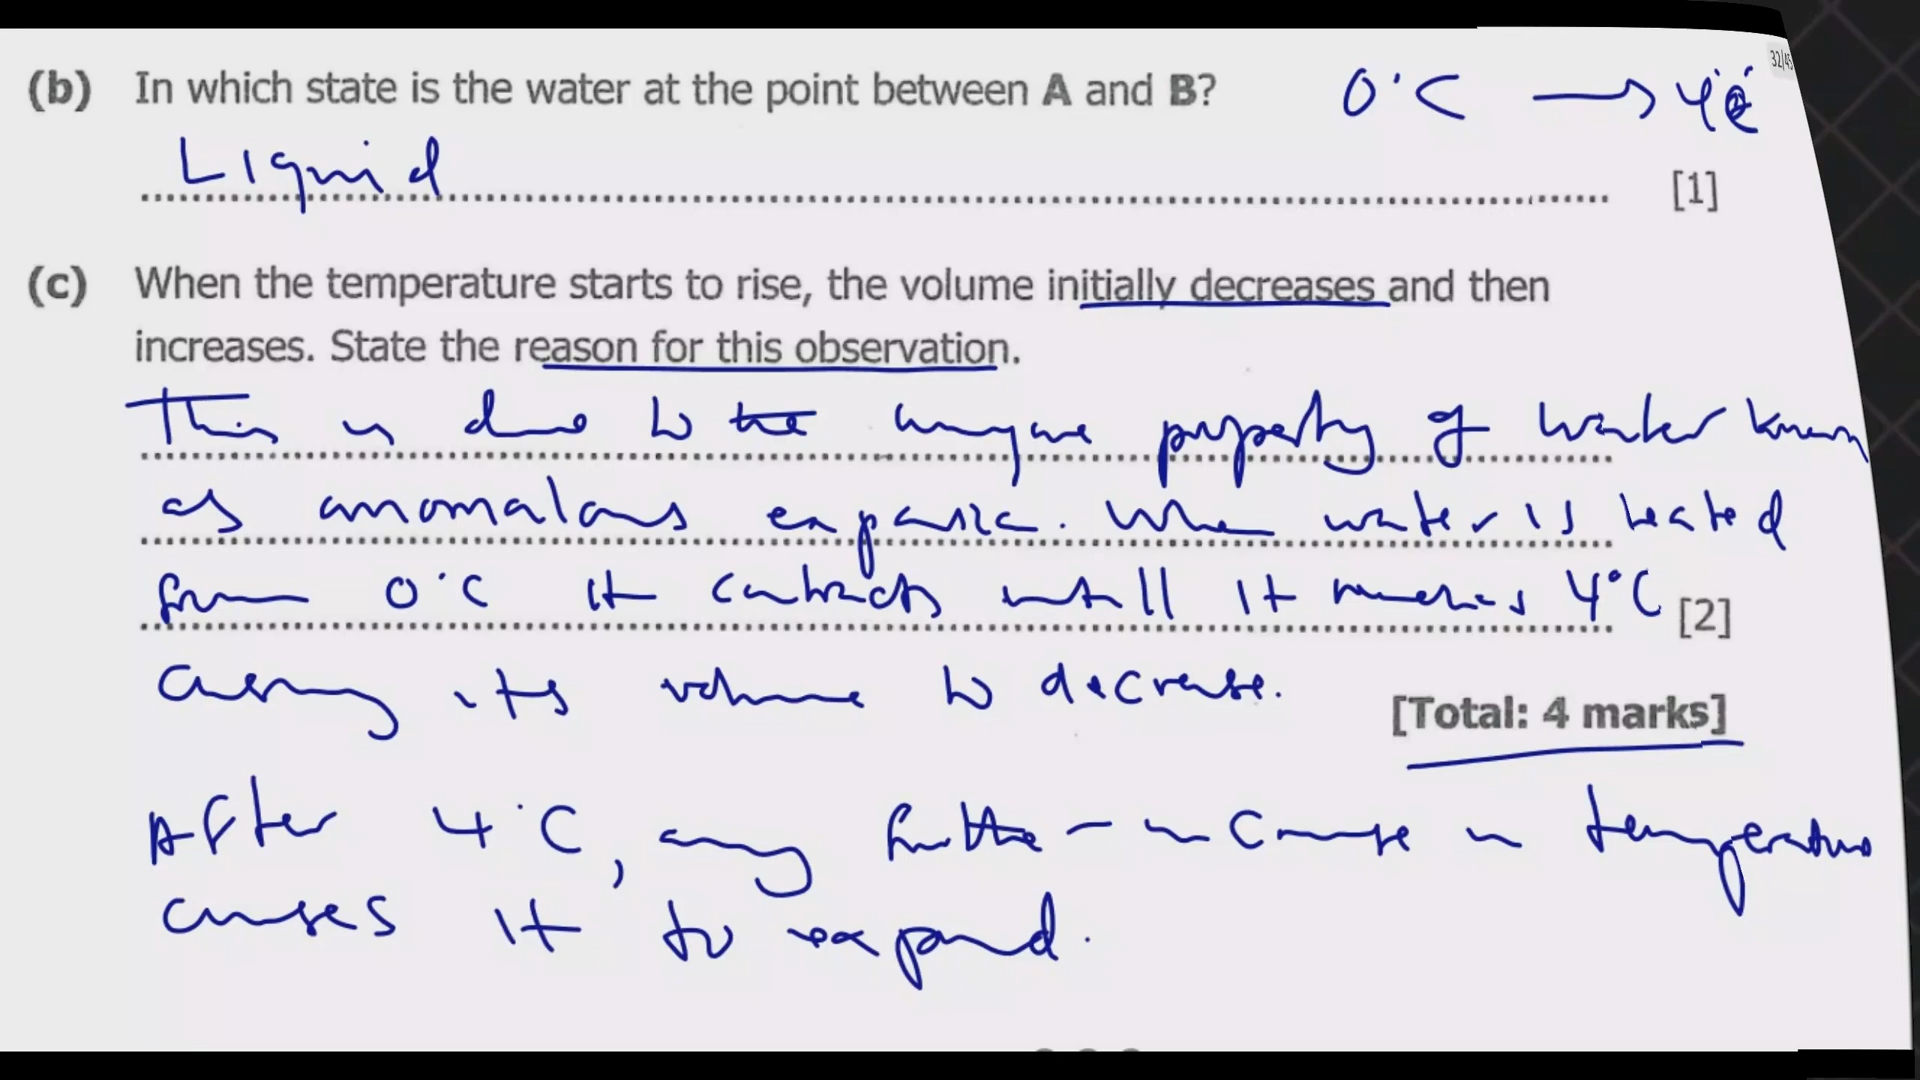 32/45
(b) In which state is the water at the point between A and B? 0°C → 4°C
Liquid
[1]
(c) When the temperature starts to rise, the volume initially decreases and then
increases. State the reason for this observation.
This is due to the unique property of water known
as anomalous expansion. When water is heated
from 0°C it contracts until it reaches 4°C
[2]
causing its volume to decrease.
[Total: 4 marks]
After 4°C, any further increase in temperature
causes it to expand.